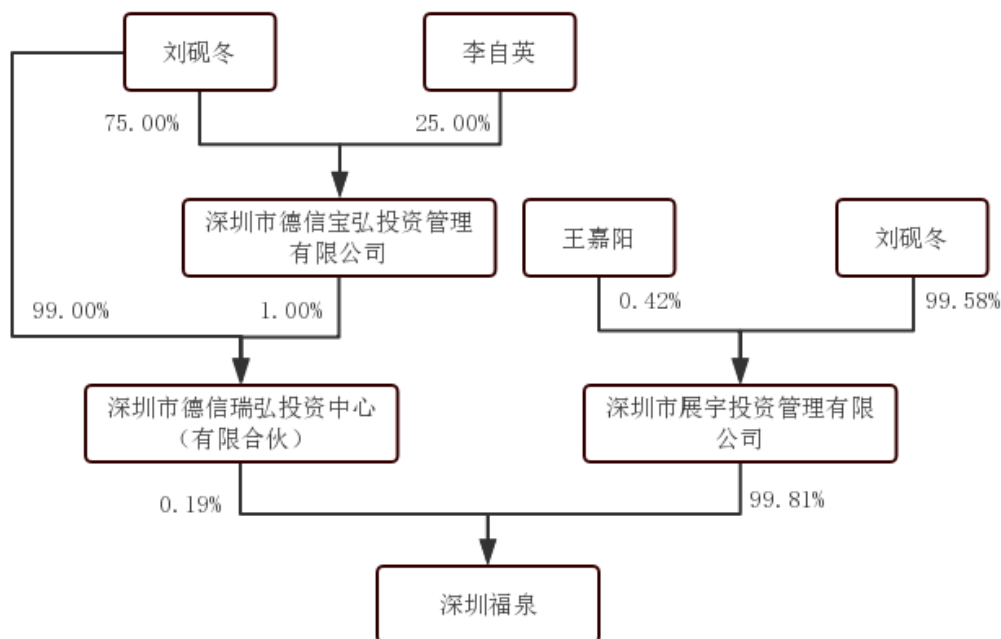 刘砚冬
李自英
75.00%
25.00%
深圳市德信宝弘投资管理
有限公司
王嘉阳
刘砚冬
99.00%
1.00%
0.42%
99.58%
深圳市德信瑞弘投资中心
（有限合伙）
深圳市展宇投资管理有限
公司
0.19%
99.81%
深圳福泉